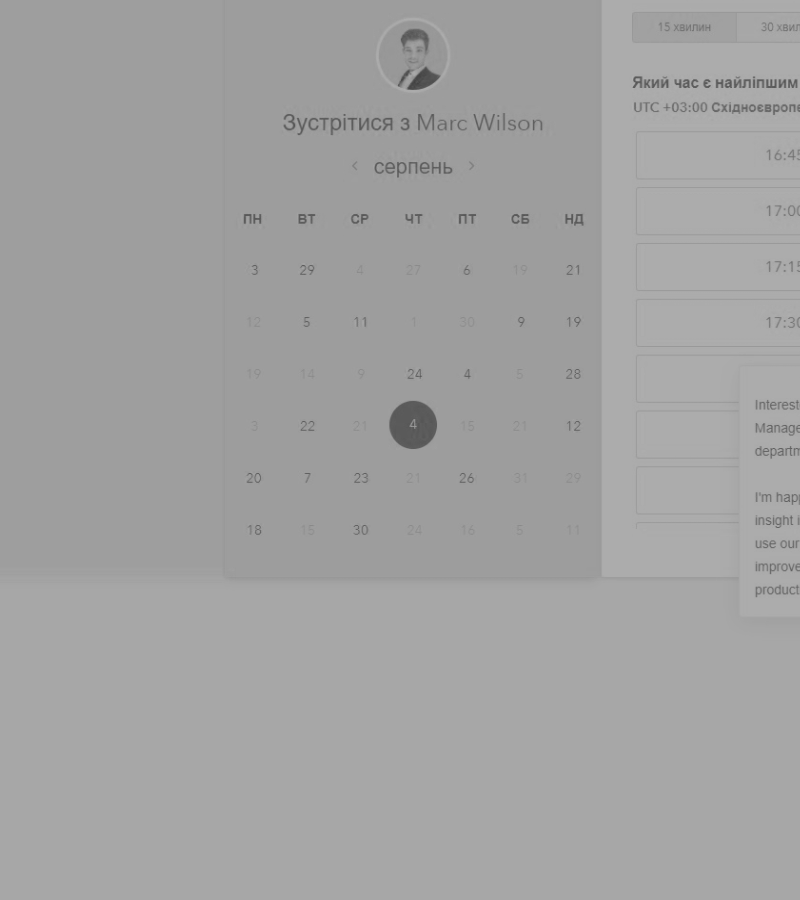 15 хвилин
Зустрітися з Marc Wilson
серпень
ПН ВТ СР ЧТ ПТ СБ НД
3 29 4 27 6 19 21
12 5 11 1 30 9 19
19 14 9 24 4 5 28
3 22 21 4 15 21 12
20 7 23 21 26 31 29
18 15 30 24 16 5 11
30 хвил
Який час є найліпшим
UTC +03:00 Східноєвропе
16:45
17:00
17:15
17:30
Interest
Manage
departm
I'm hap
insight i
use our
improve
product